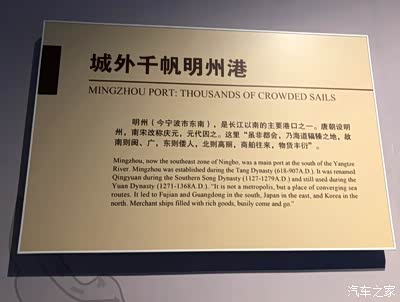 城外千帆明州港
MINGZHOU PORT: THOUSANDS OF CROWDED SAILS
明州（今宁波市东南），是长江以南的主要港口之一。唐朝设明
州，南宋改称庆元，元代因之。这里“虽非都会，乃海道辐辏之地，故
南则闽、广，东则倭人，北则高丽，商舶往来，物货丰衍”。
Mingzhou, now the southeast zone of Ningbo, was a main port at the south of the Yangtze
River. Mingzhou was established during the Tang Dynasty (618-907A.D.). It was renamed
Qingyuan during the Southern Song Dynasty (1127-1279A.D.) and still used during the
Yuan Dynasty (1271-1368A.D.). "It is not a metropolis, but a place of converging sea
routes. It led to Fujian and Guangdong in the south, Japan in the east, and Korea in the
north. Merchant ships filled with rich goods, busily come and go."
汽车之家